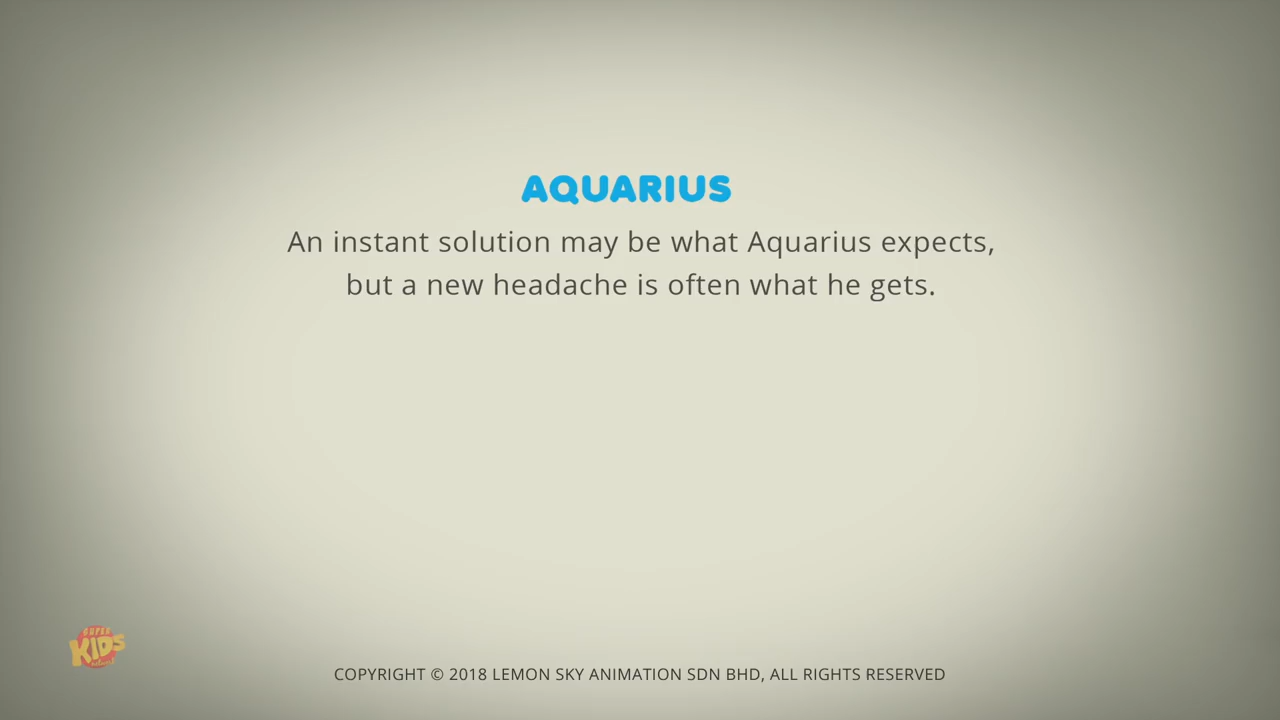 AQUARIUS
An instant solution may be what Aquarius expects,
but a new headache is often what he gets.
SUPER
KIDS
COPYRIGHT © 2018 LEMON SKY ANIMATION SDN BHD, ALL RIGHTS RESERVED